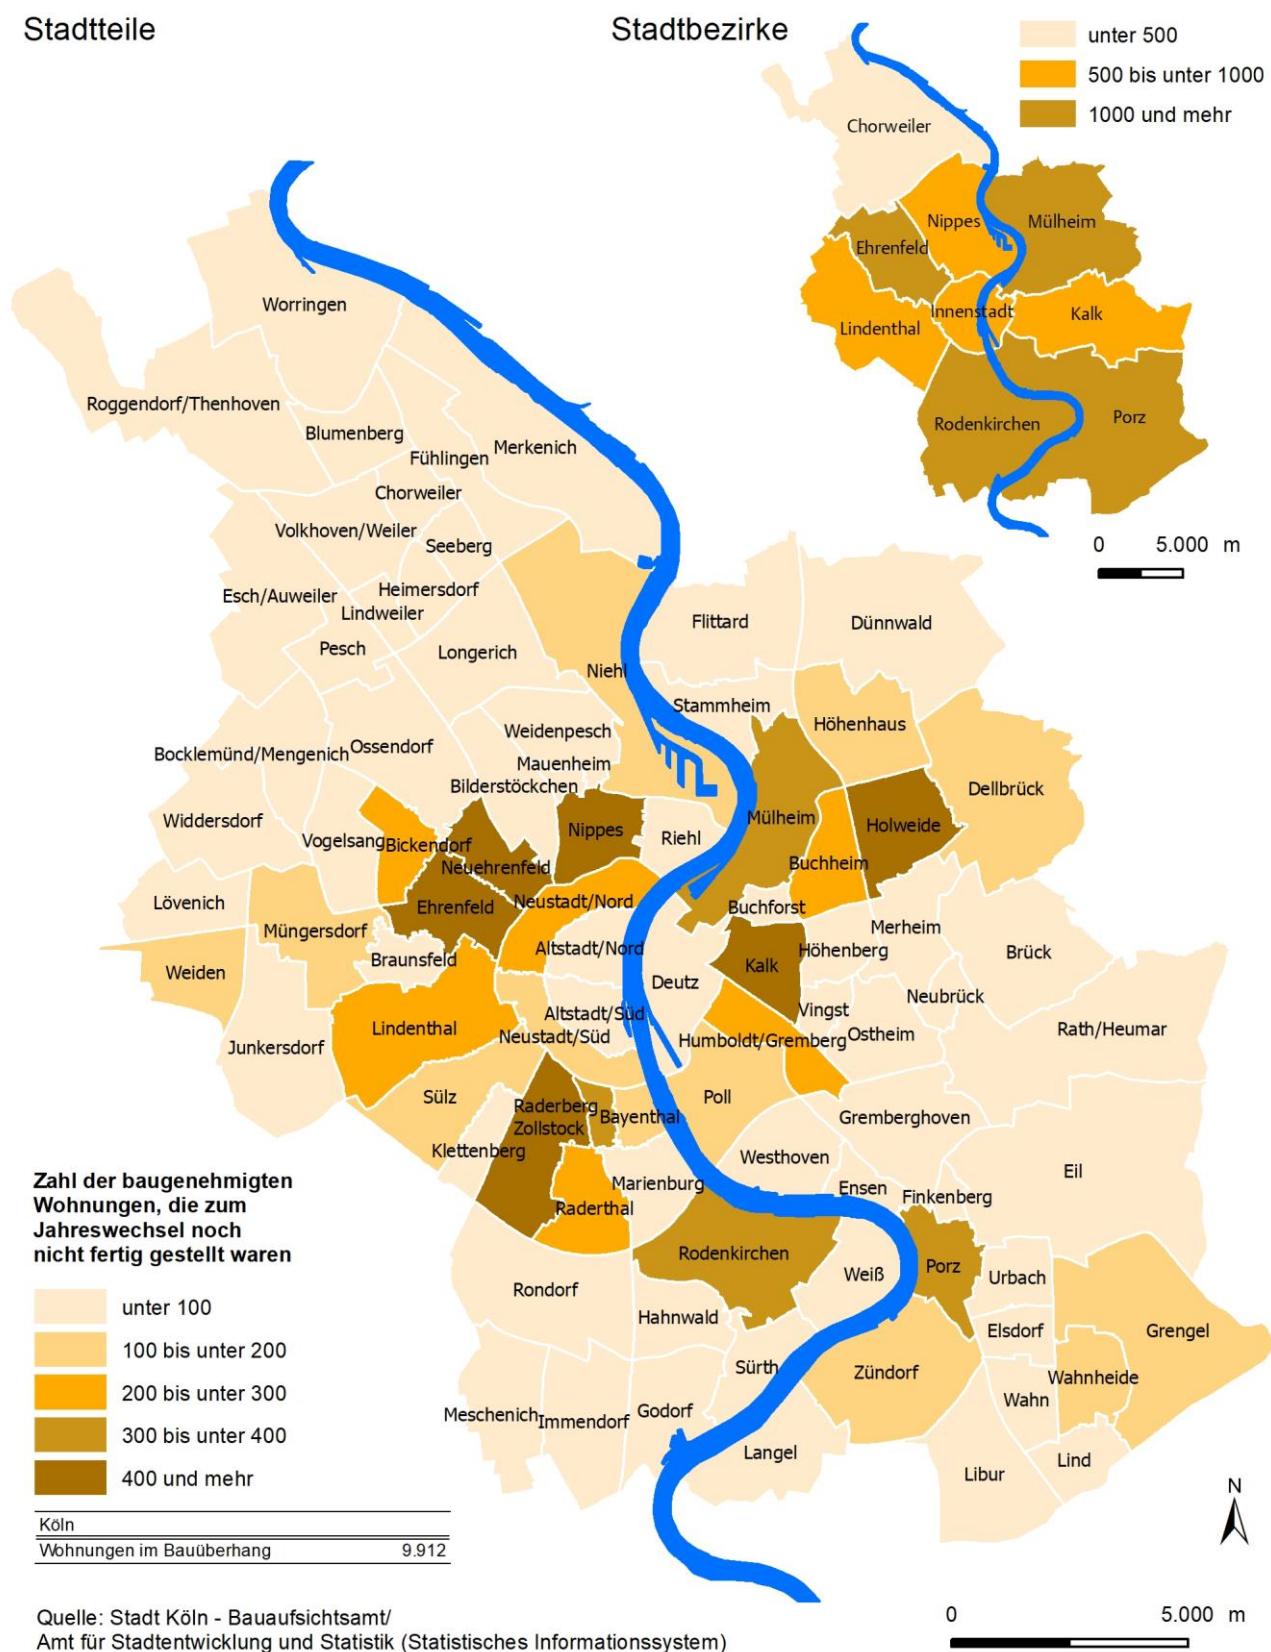 Stadtteile
Stadtbezirke
unter 500
500 bis unter 1000
1000 und mehr
Chorweiler
Nippes
Mülheim
Ehrenfeld
Innenstadt
Kalk
Lindenthal
Rodenkirchen
Porz
0 5.000 m
Worringen
Roggendorf/Thenhoven
Blumenberg
Merkenich
Fühlingen
Chorweiler
Volkhoven/Weiler
Seeberg
Heimersdorf
Esch/Auweiler
Lindweiler
Pesch
Longerich
Niehl
Flittard
Dünnwald
Stammheim
Höhenhaus
Weidenpesch
Ossendorf
Bocklemünd/Mengenich
Mauenheim
Bilderstöckchen
Dellbrück
Widdersdorf
Vogelsang
Bickendorf
Nippes
Riehl
Mülheim
Holweide
Neuehrenfeld
Buchheim
Lövenich
Ehrenfeld
Neustadt/Nord
Buchforst
Müngersdorf
Merheim
Braunsfeld
Altstadt/Nord
Höhenberg
Brück
Weiden
Kalk
Deutz
Neubrück
Vingst
Altstadt/Süd
Lindenthal
Neustadt/Süd
Humboldt/Gremberg
Ostheim
Rath/Heumar
Junkersdorf
Sülz
Raderberg
Bayenthal
Poll
Zollstock
Gremberghoven
Klettenberg
Westhoven
Eil
Marienburg
Ensen
Finkenberg
Raderthal
Rodenkirchen
Porz
Weiß
Urbach
Rondorf
Hahnwald
Elsdorf
Grengel
Sürth
Zündorf
Wahnheide
Wahn
Meschenich
Immendorf
Godorf
Langel
Lind
Libur
Zahl der baugenehmigten
Wohnungen, die zum
Jahreswechsel noch
nicht fertig gestellt waren
unter 100
100 bis unter 200
200 bis unter 300
300 bis unter 400
400 und mehr
Köln
Wohnungen im Bauüberhang 9.912
N
0 5.000 m
Quelle: Stadt Köln - Bauaufsichtsamt/
Amt für Stadtentwicklung und Statistik (Statistisches Informationssystem)